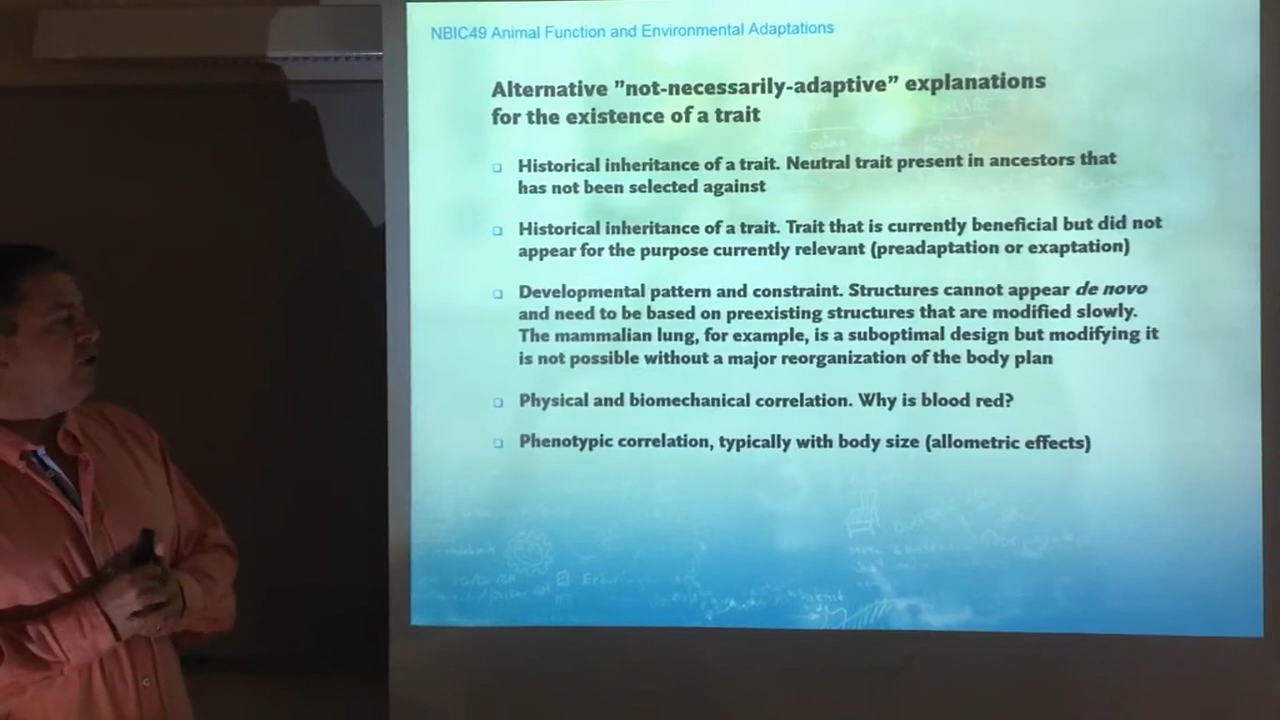 NBIC49 Animal Function and Environmental Adaptations
Alternative ”not-necessarily-adaptive” explanations
for the existence of a trait
Historical inheritance of a trait. Neutral trait present in ancestors that
has not been selected against
Historical inheritance of a trait. Trait that is currently beneficial but did not
appear for the purpose currently relevant (preadaptation or exaptation)
Developmental pattern and constraint. Structures cannot appear de novo
and need to be based on preexisting structures that are modified slowly.
The mammalian lung, for example, is a suboptimal design but modifying it
is not possible without a major reorganization of the body plan
Physical and biomechanical correlation. Why is blood red?
Phenotypic correlation, typically with body size (allometric effects)